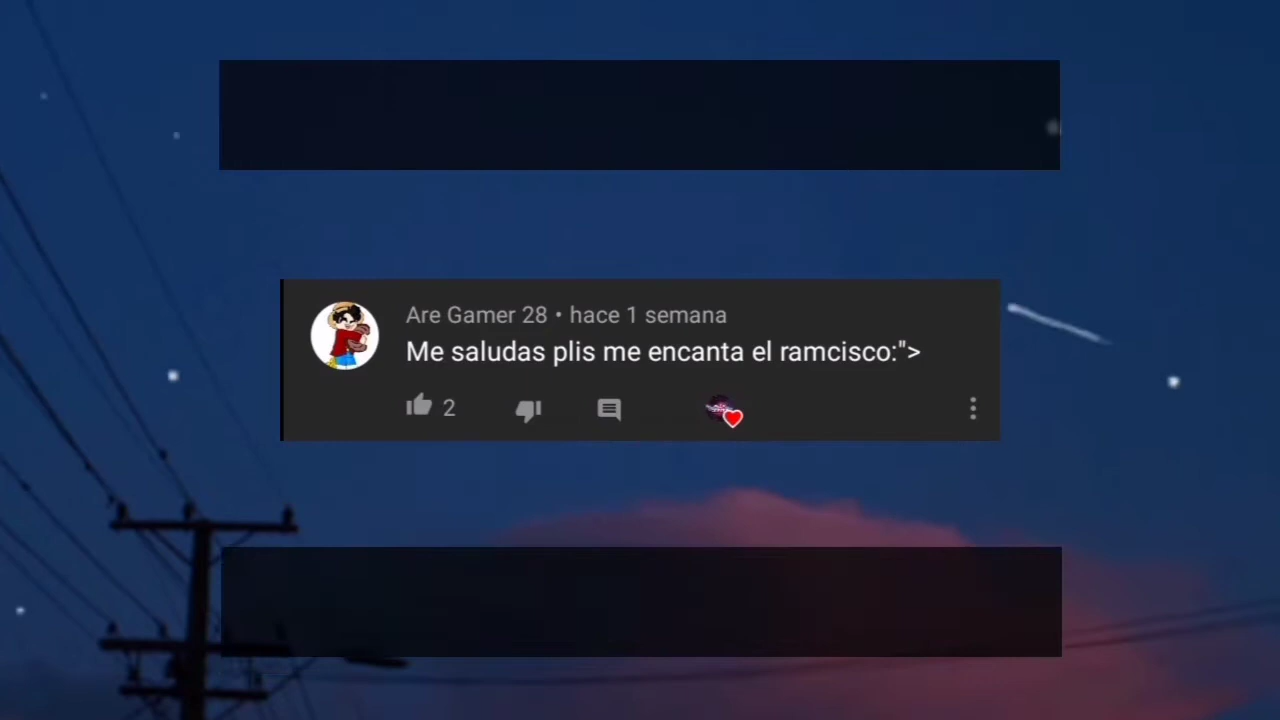 Are Gamer 28 • hace 1 semana
Me saludas plis me encanta el ramcisco:">
2